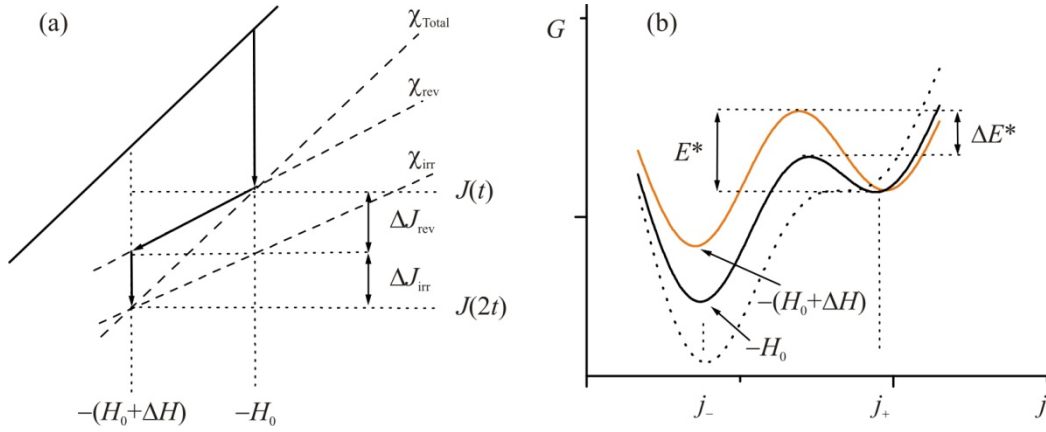 (a)
χTotal
χrev
χirr
J(t)
ΔJrev
ΔJirr
J(2t)
−(H₀+ΔH)
−H₀
G
(b)
E*
ΔE*
−(H₀+ΔH)
−H₀
j₋
j₊
j